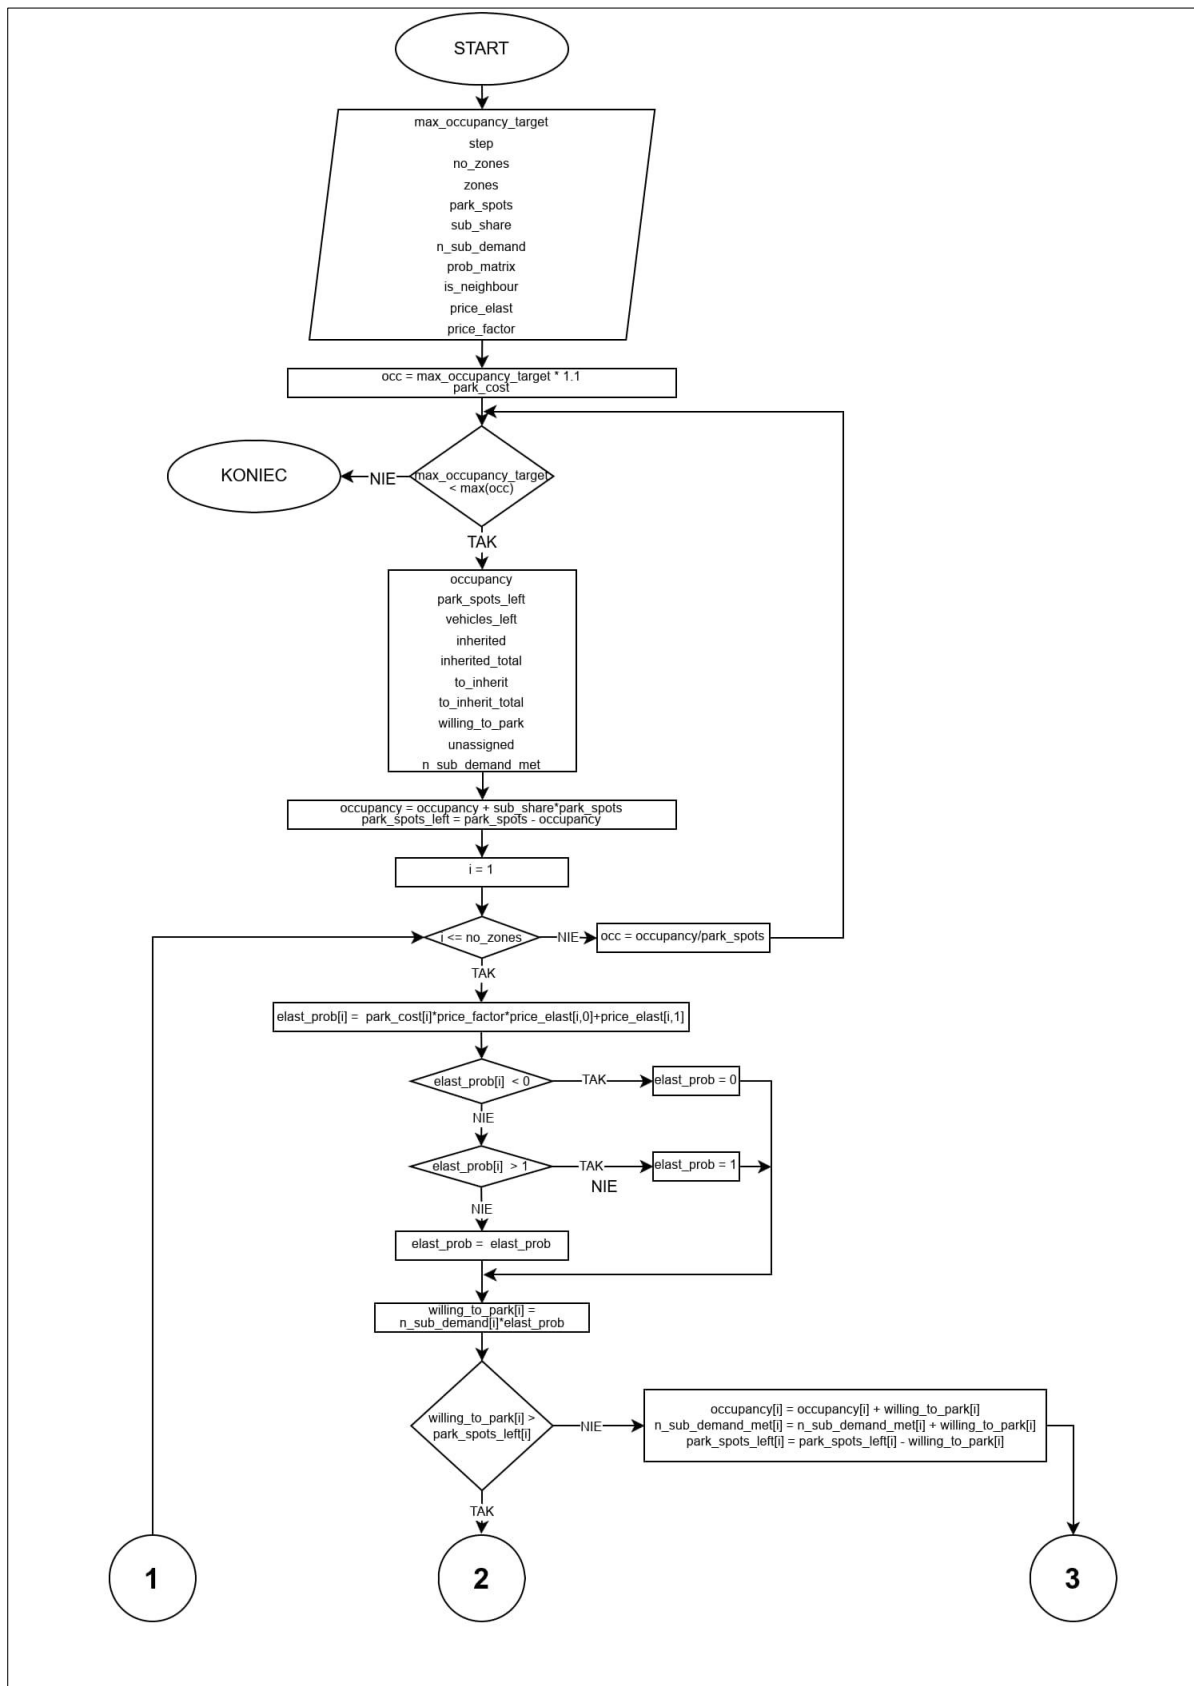 START
max_occupancy_target
step
no_zones
zones
park_spots
sub_share
n_sub_demand
prob_matrix
is_neighbour
price_elast
price_factor
occ = max_occupancy_target * 1.1
park_cost
KONIEC
NIE
max_occupancy_target
< max(occ)
TAK
occupancy
park_spots_left
vehicles_left
inherited
inherited_total
to_inherit
to_inherit_total
willing_to_park
unassigned
n_sub_demand_met
occupancy = occupancy + sub_share*park_spots
park_spots_left = park_spots - occupancy
i = 1
i <= no_zones
NIE
occ = occupancy/park_spots
TAK
elast_prob[i] = park_cost[i]*price_factor*price_elast[i,0]+price_elast[i,1]
elast_prob[i] < 0
TAK
elast_prob = 0
NIE
elast_prob[i] > 1
TAK
elast_prob = 1
NIE
NIE
elast_prob = elast_prob
willing_to_park[i] =
n_sub_demand[i]*elast_prob
willing_to_park[i] >
park_spots_left[i]
NIE
occupancy[i] = occupancy[i] + willing_to_park[i]
n_sub_demand_met[i] = n_sub_demand_met[i] + willing_to_park[i]
park_spots_left[i] = park_spots_left[i] - willing_to_park[i]
TAK
1
2
3